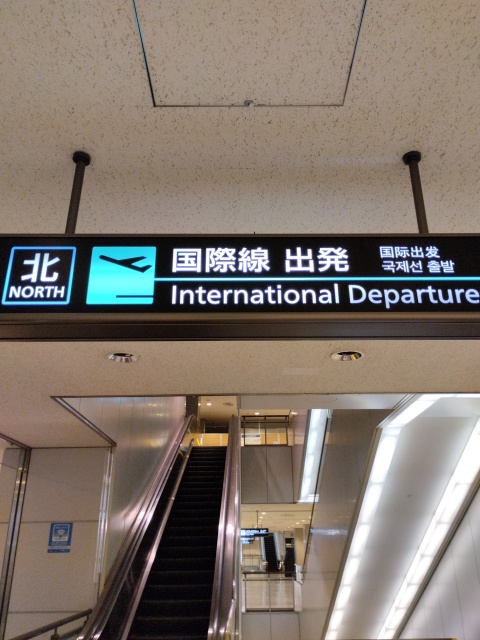 北
NORTH
国際線 出発
国际出发
국제선 출발
International Departure